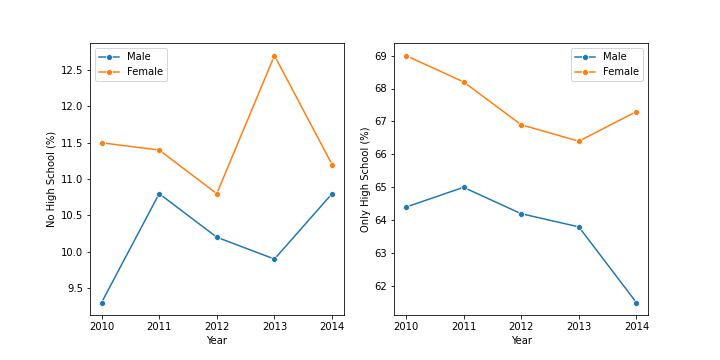 Male
Female
12.5
12.0
11.5
11.0
10.5
10.0
9.5
No High School (%)
2010 2011 2012 2013 2014
Year
Male
Female
69
68
67
66
65
64
63
62
Only High School (%)
2010 2011 2012 2013 2014
Year